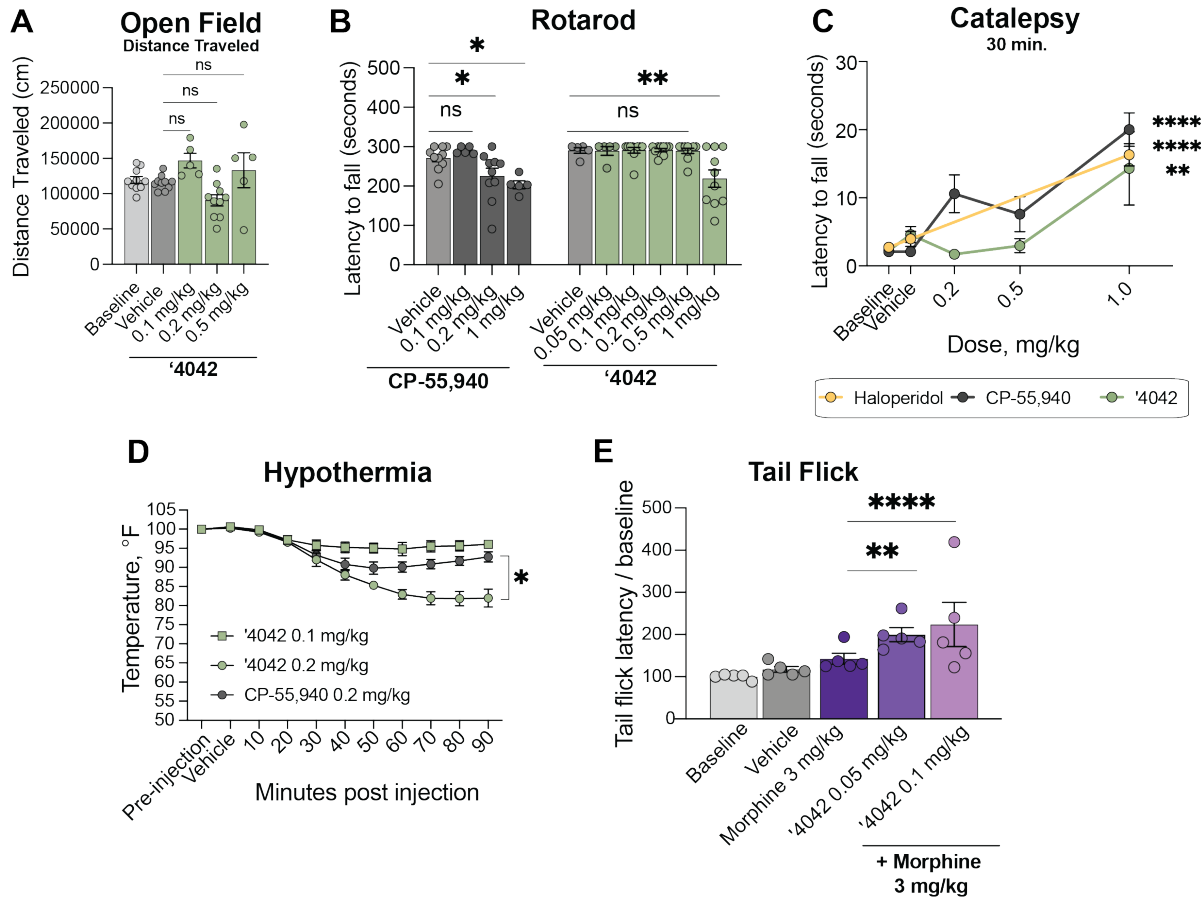 A
Open Field
Distance Traveled
Distance Traveled (cm)
250000
200000
150000
100000
50000
0
ns
ns
ns
Baseline
Vehicle
0.1 mg/kg
0.2 mg/kg
0.5 mg/kg
‘4042
B
Rotarod
Latency to fall (seconds)
500
400
300
200
100
0
*
*
ns
**
ns
Vehicle
0.1 mg/kg
0.2 mg/kg
1 mg/kg
CP-55,940
Vehicle
0.05 mg/kg
0.1 mg/kg
0.2 mg/kg
0.5 mg/kg
1 mg/kg
‘4042
C
Catalepsy
30 min.
Latency to fall (seconds)
30
20
10
0
****
****
**
Baseline
Vehicle
0.2
0.5
1.0
Dose, mg/kg
Haloperidol
CP-55,940
'4042
D
Hypothermia
Temperature, °F
105
100
95
90
85
80
75
70
65
60
55
50
*
'4042 0.1 mg/kg
'4042 0.2 mg/kg
CP-55,940 0.2 mg/kg
Pre-injection
Vehicle
10
20
30
40
50
60
70
80
90
Minutes post injection
E
Tail Flick
Tail flick latency / baseline
500
400
300
200
100
0
****
**
Baseline
Vehicle
Morphine 3 mg/kg
'4042 0.05 mg/kg
'4042 0.1 mg/kg
+ Morphine
3 mg/kg